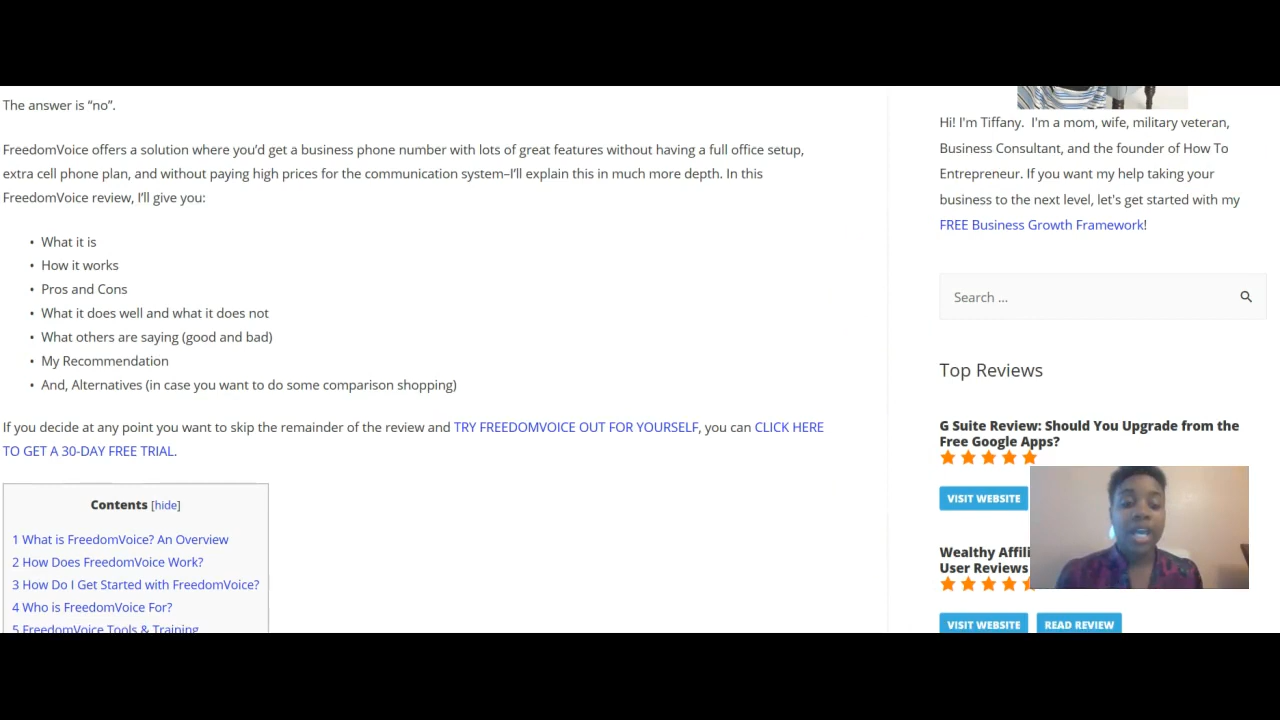 The answer is “no”.
FreedomVoice offers a solution where you’d get a business phone number with lots of great features without having a full office setup,
extra cell phone plan, and without paying high prices for the communication system–I’ll explain this in much more depth. In this
FreedomVoice review, I’ll give you:
• What it is
• How it works
• Pros and Cons
• What it does well and what it does not
• What others are saying (good and bad)
• My Recommendation
• And, Alternatives (in case you want to do some comparison shopping)
If you decide at any point you want to skip the remainder of the review and TRY FREEDOMVOICE OUT FOR YOURSELF, you can CLICK HERE
TO GET A 30-DAY FREE TRIAL.
Contents [hide]
1 What is FreedomVoice? An Overview
2 How Does FreedomVoice Work?
3 How Do I Get Started with FreedomVoice?
4 Who is FreedomVoice For?
5 FreedomVoice Tools & Training
Hi! I'm Tiffany. I'm a mom, wife, military veteran,
Business Consultant, and the founder of How To
Entrepreneur. If you want my help taking your
business to the next level, let's get started with my
FREE Business Growth Framework!
Search ...
Top Reviews
G Suite Review: Should You Upgrade from the
Free Google Apps?
VISIT WEBSITE
Wealthy Affili
User Reviews
VISIT WEBSITE
READ REVIEW